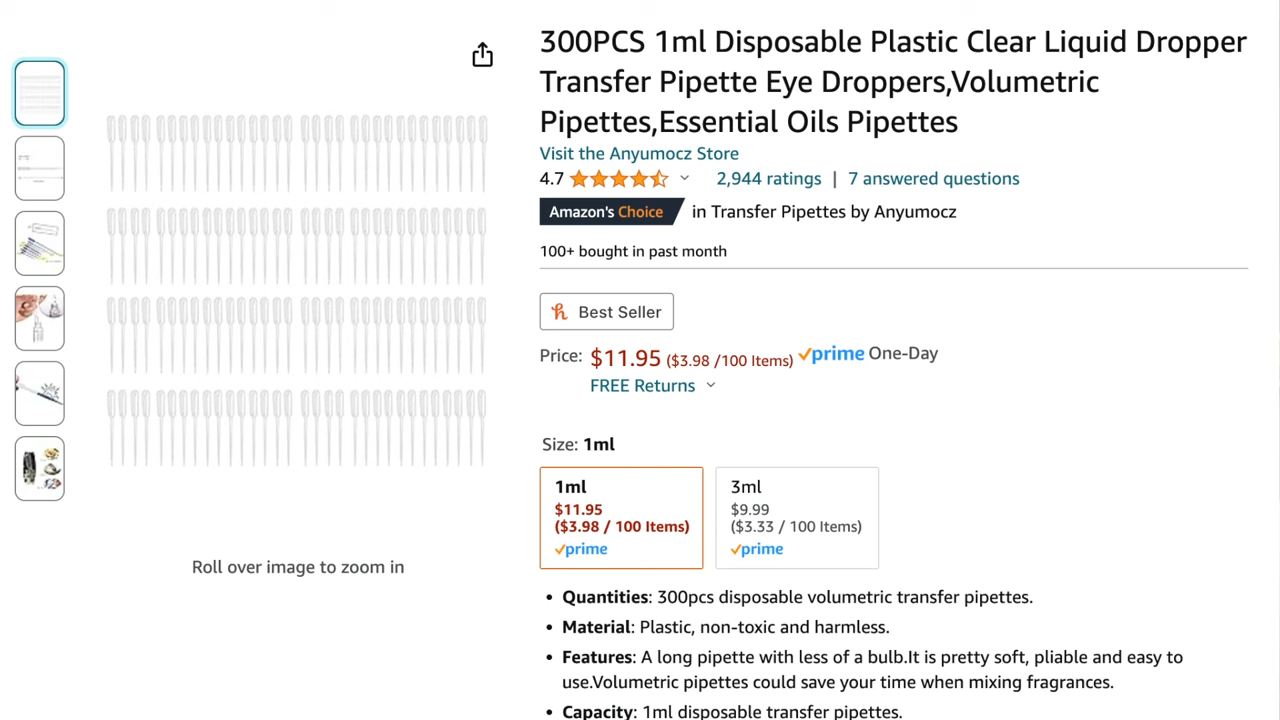 300PCS 1ml Disposable Plastic Clear Liquid Dropper
Transfer Pipette Eye Droppers,Volumetric
Pipettes,Essential Oils Pipettes
Visit the Anyumocz Store
4.7 2,944 ratings | 7 answered questions
Amazon's Choice in Transfer Pipettes by Anyumocz
100+ bought in past month
Best Seller
Price: $11.95 ($3.98 /100 Items) prime One-Day
FREE Returns
Size: 1ml
1ml 3ml
$11.95 $9.99
($3.98 / 100 Items) ($3.33 / 100 Items)
prime prime
Roll over image to zoom in
• Quantities: 300pcs disposable volumetric transfer pipettes.
• Material: Plastic, non-toxic and harmless.
• Features: A long pipette with less of a bulb.It is pretty soft, pliable and easy to
use.Volumetric pipettes could save your time when mixing fragrances.
• Capacity: 1ml disposable transfer pipettes.